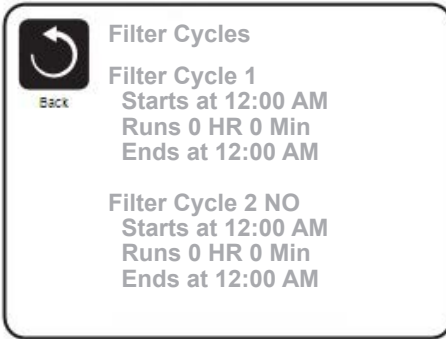 Filter Cycles
Back
Filter Cycle 1
Starts at 12:00 AM
Runs 0 HR 0 Min
Ends at 12:00 AM
Filter Cycle 2 NO
Starts at 12:00 AM
Runs 0 HR 0 Min
Ends at 12:00 AM